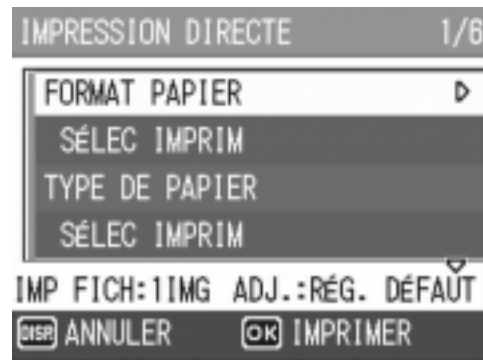 IMPRESSION DIRECTE 1/6
FORMAT PAPIER
SÉLEC IMPRIM
TYPE DE PAPIER
SÉLEC IMPRIM
IMP FICH:1IMG ADJ.:RÉG. DÉFAUT
DISP. ANNULER OK IMPRIMER